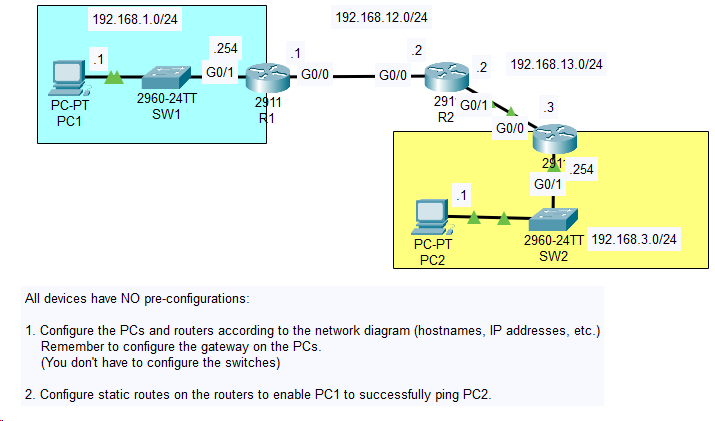 192.168.1.0/24
192.168.12.0/24
.254
.1
.2
.1
G0/1
G0/0
G0/0
.2
192.168.13.0/24
PC-PT
PC1
2960-24TT
SW1
2911
R1
291
R2
G0/1
.3
G0/0
291
.254
G0/1
.1
PC-PT
PC2
2960-24TT
SW2
192.168.3.0/24
All devices have NO pre-configurations:
1. Configure the PCs and routers according to the network diagram (hostnames, IP addresses, etc.)
Remember to configure the gateway on the PCs.
(You don't have to configure the switches)
2. Configure static routes on the routers to enable PC1 to successfully ping PC2.